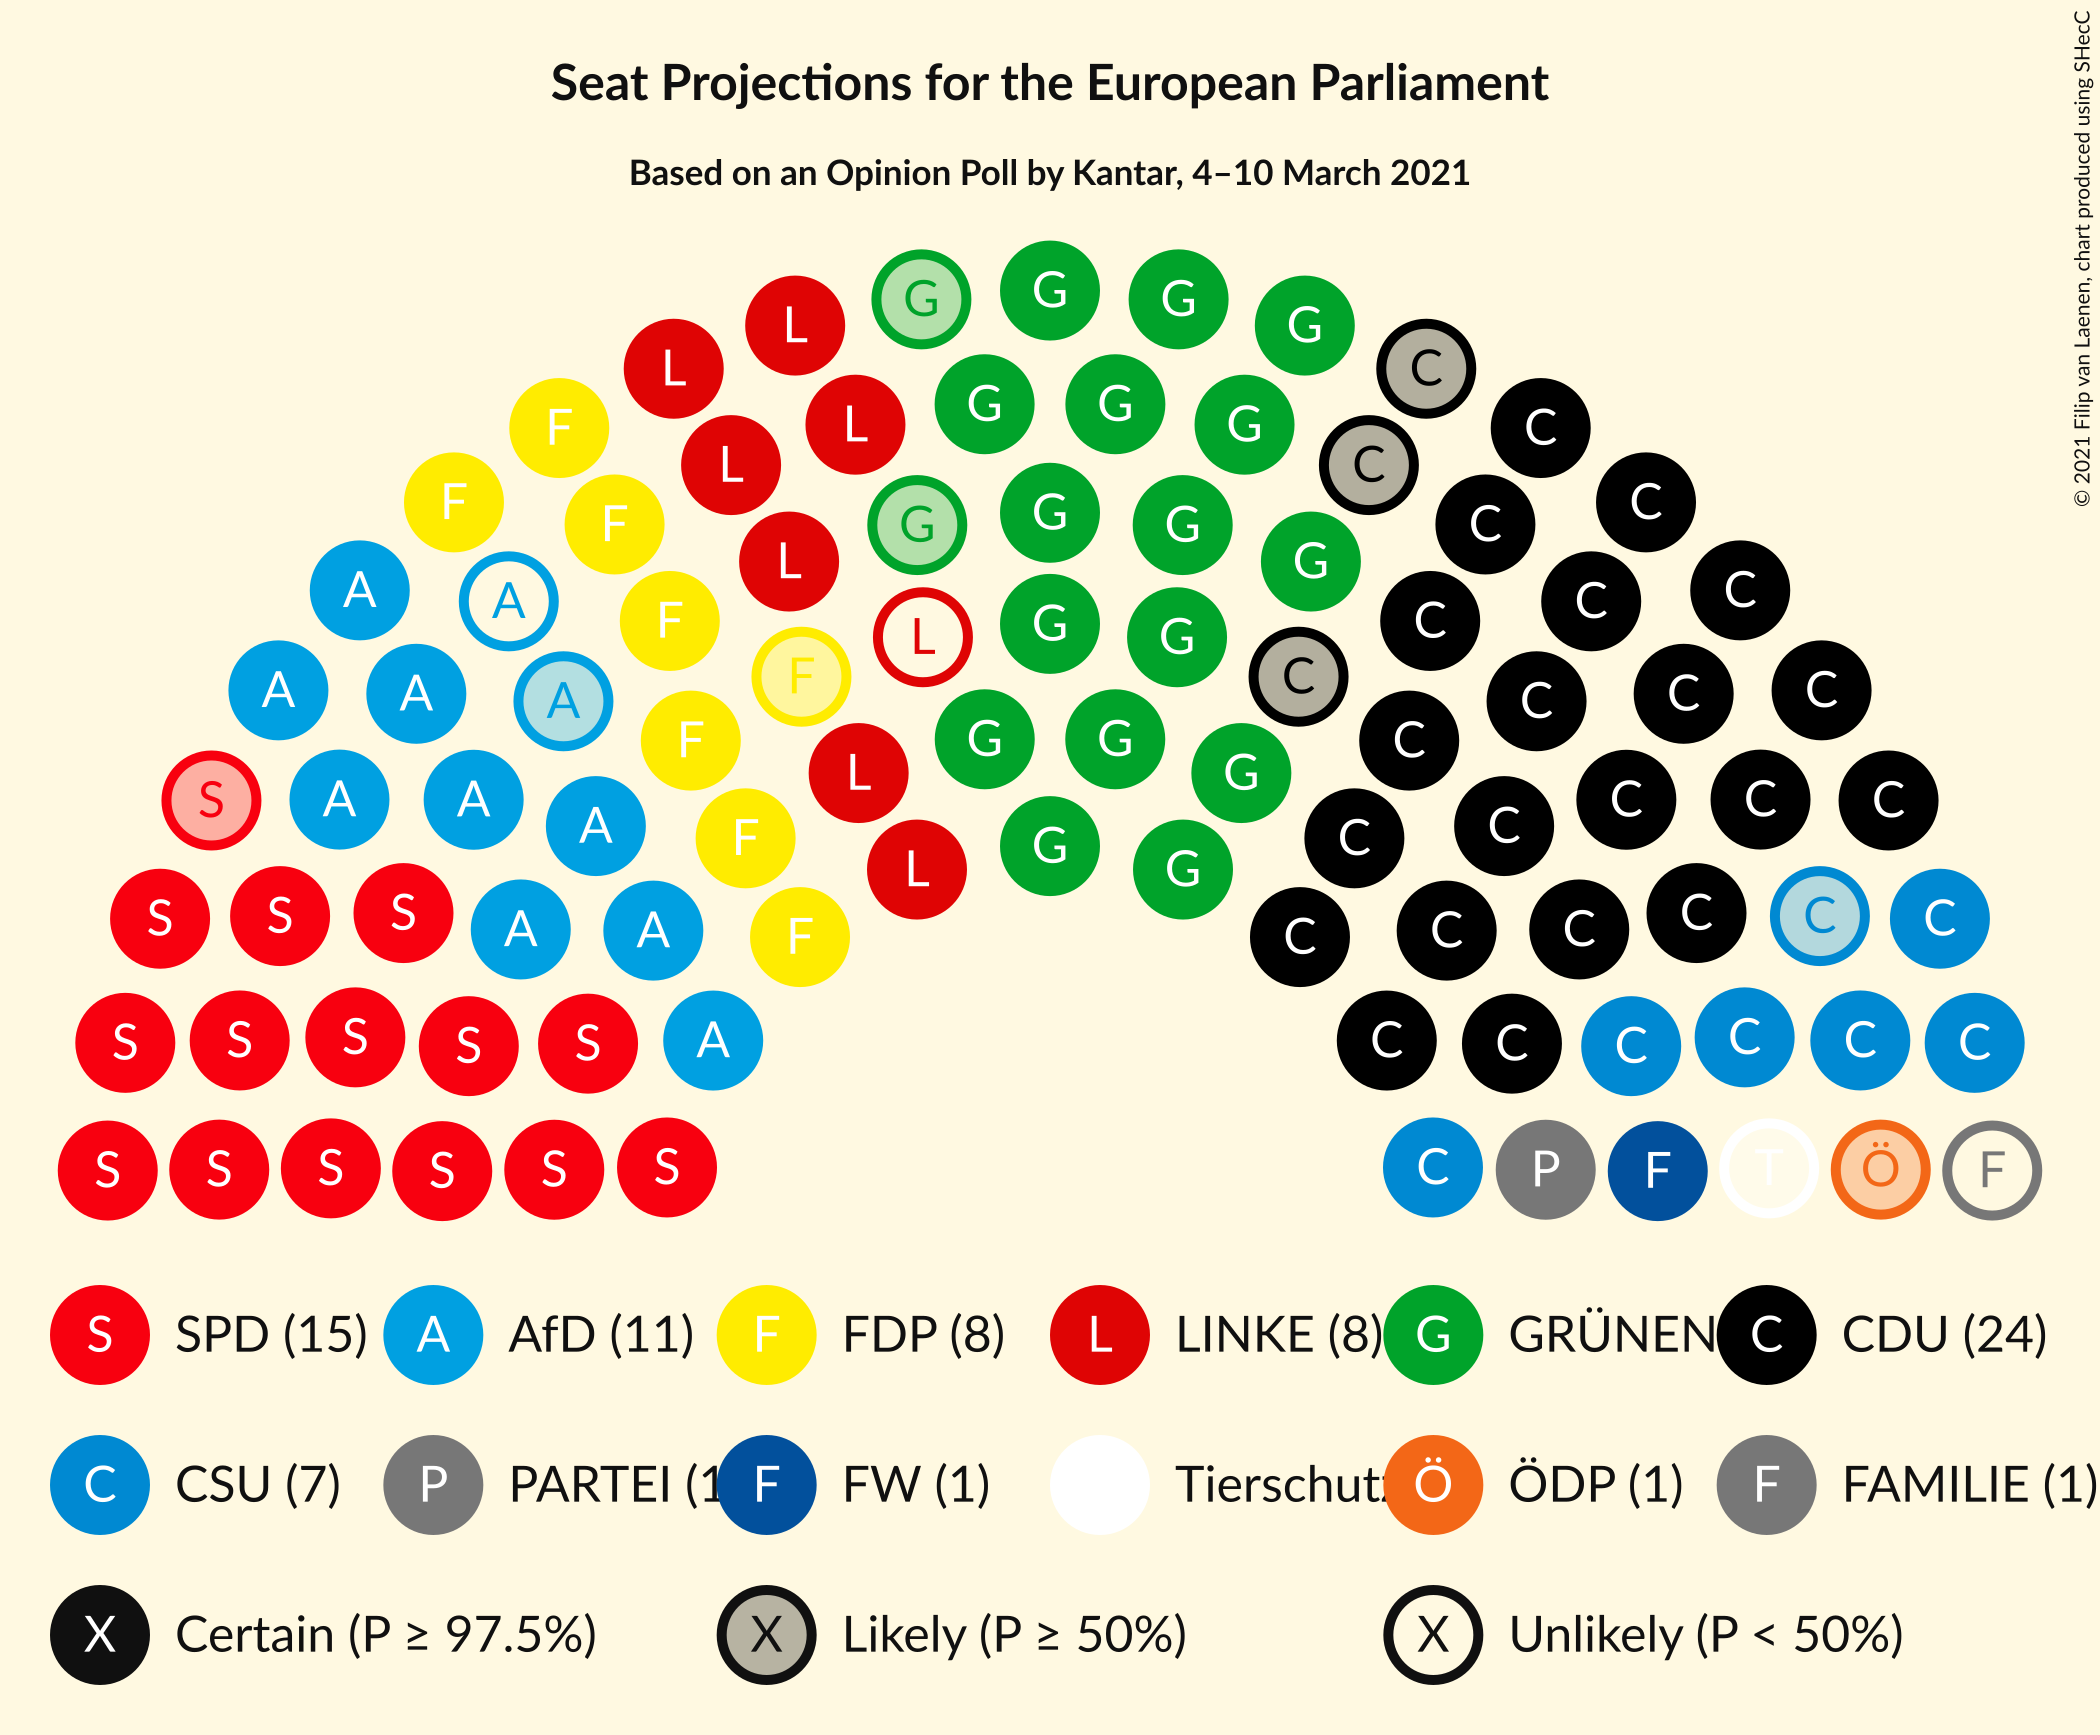 Seat Projections for the European Parliament
Based on an Opinion Poll by Kantar, 4–10 March 2021
© 2021 Filip van Laenen, chart produced using SHecC
L G G G G
L C
F L G G G C
L C
F F G G G C C
L G
A A F L G G C C C
A A A F C C C C
F G G C
S A A A F L G C C C C C
L G G
S S S A A F C C C C C C
S S S S S A C C C C C C
S S S S S S C P F T Ö F
S SPD (15) A AfD (11) F FDP (8) L LINKE (8) G GRÜNEN C CDU (24)
C CSU (7) P PARTEI (1 F FW (1) Tierschutz Ö ÖDP (1) F FAMILIE (1)
X Certain (P ≥ 97.5%) X Likely (P ≥ 50%) X Unlikely (P < 50%)